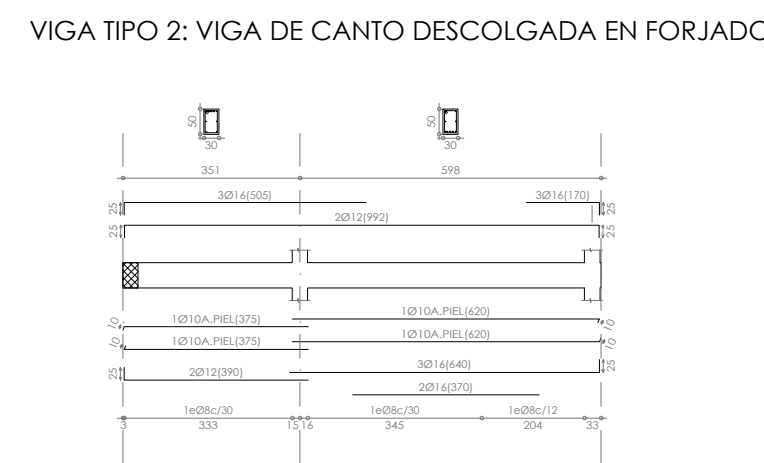 VIGA TIPO 2: VIGA DE CANTO DESCOLGADA EN FORJADO
50 30 50 30
351 598
3Ø16(505) 3Ø16(170)
25 25
2Ø12(992)
25 25
1Ø10A.PIEL(375) 1Ø10A.PIEL(620)
10 10
1Ø10A.PIEL(375) 1Ø10A.PIEL(620)
10 10
25 2Ø12(390) 3Ø16(640) 25
2Ø16(370)
1eØ8c/30 1eØ8c/30 1eØ8c/12
3 333 15 16 345 204 33